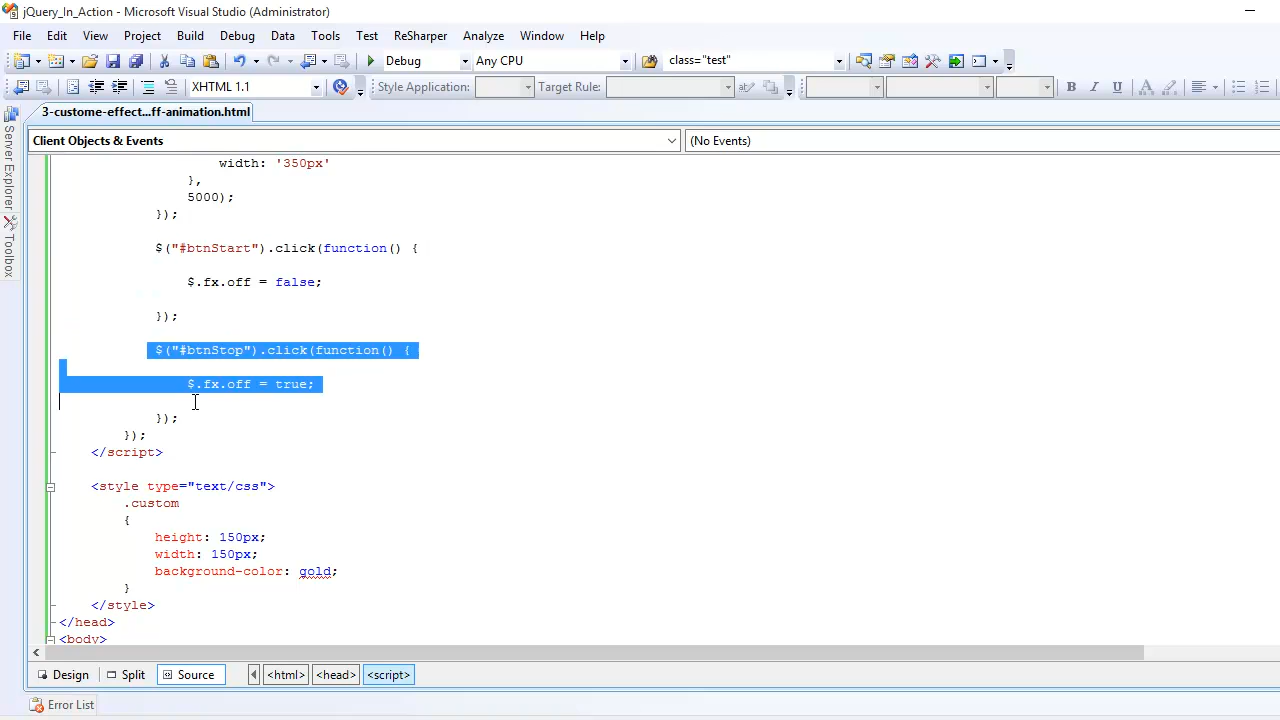 jQuery_In_Action - Microsoft Visual Studio (Administrator)
File Edit View Project Build Debug Data Tools Test ReSharper Analyze Window Help
Debug Any CPU class="test"
XHTML 1.1 Style Application: Target Rule:
3-custome-effect...ff-animation.html
Client Objects & Events (No Events)
Server Explorer
Toolbox
width: '350px'
},
5000);
});
$("#btnStart").click(function() {
$.fx.off = false;
});
$("#btnStop").click(function() {
$.fx.off = true;
});
});
</script>
<style type="text/css">
.custom
{
height: 150px;
width: 150px;
background-color: gold;
}
</style>
</head>
<body>
Design Split Source <html> <head> <script>
Error List